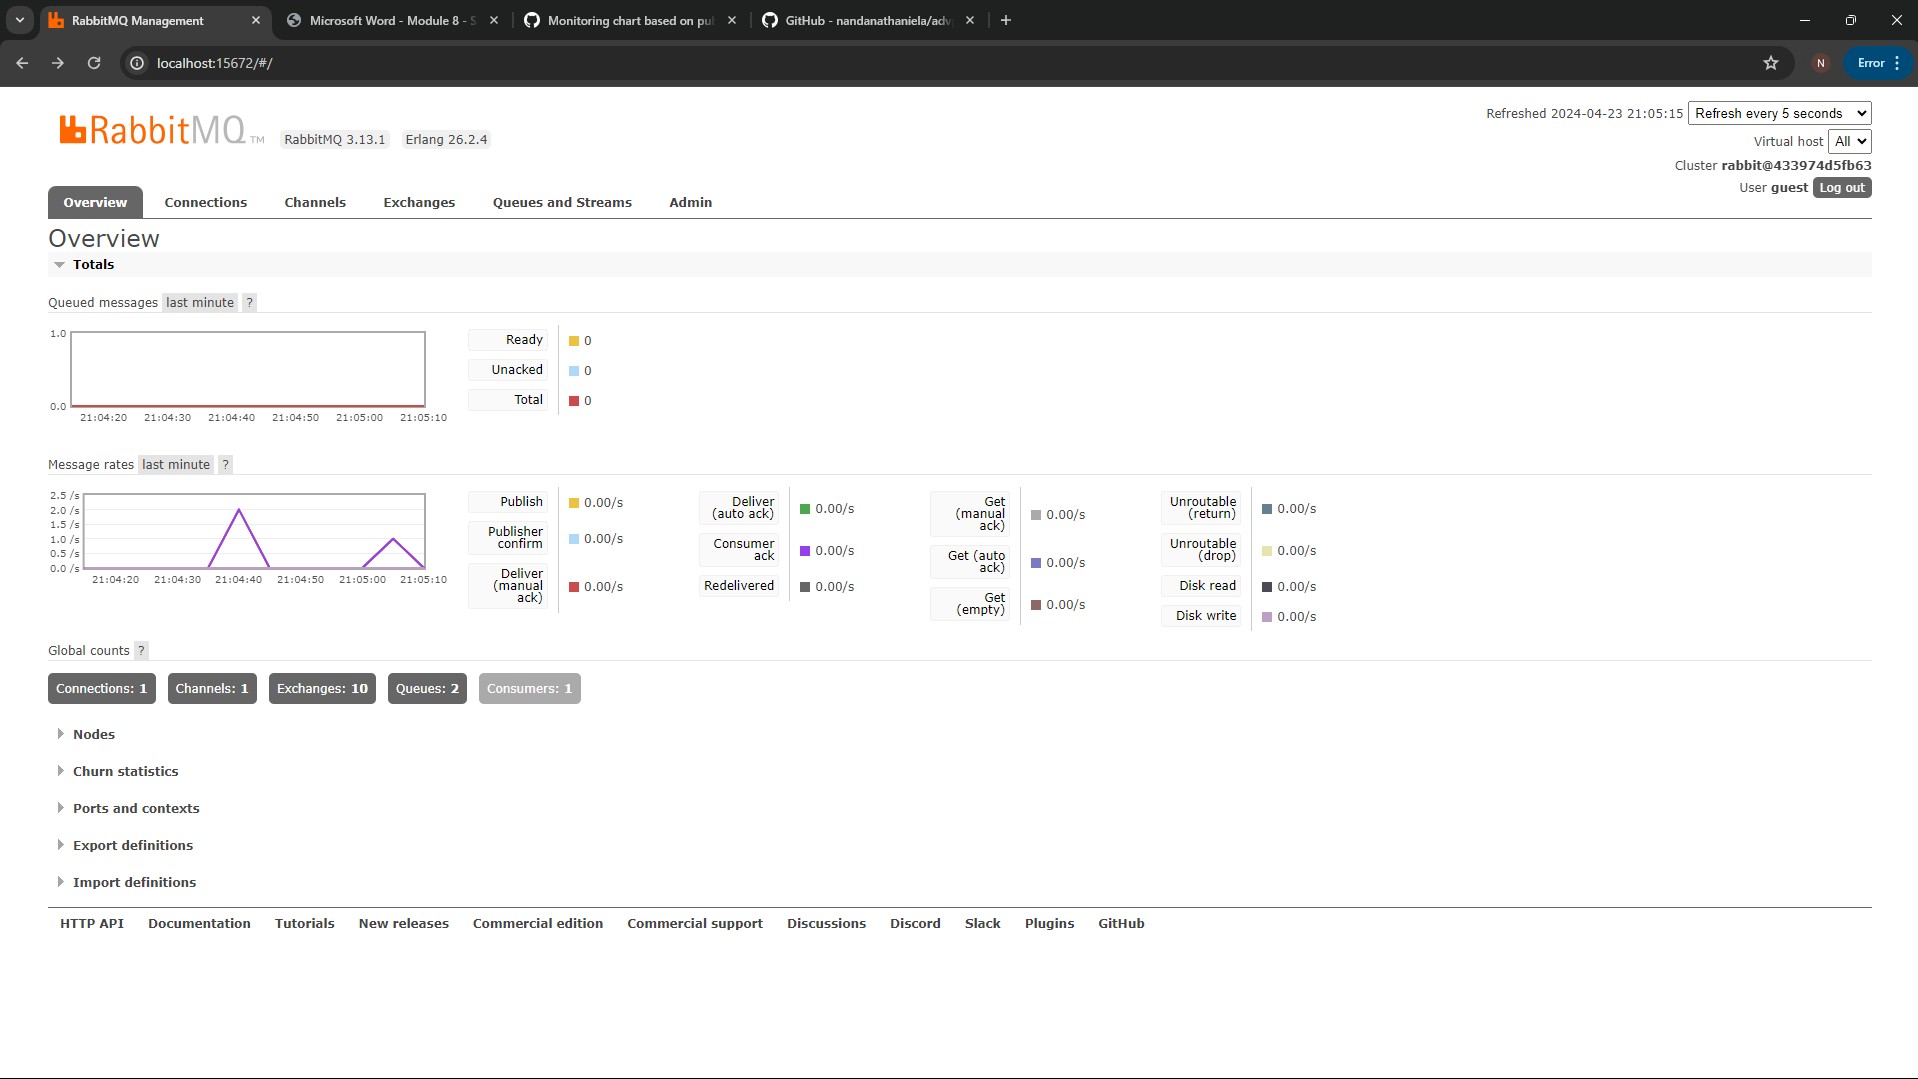 RabbitMQ Management
Microsoft Word - Module 8 - S
Monitoring chart based on pu
GitHub - nandanathaniela/adv
localhost:15672/#/
N
Error
RabbitMQ TM
RabbitMQ 3.13.1
Erlang 26.2.4
Refreshed 2024-04-23 21:05:15
Refresh every 5 seconds
Virtual host All
Cluster rabbit@433974d5fb63
User guest Log out
Overview
Connections
Channels
Exchanges
Queues and Streams
Admin
Overview
Totals
Queued messages last minute ?
1.0
0.0
21:04:20 21:04:30 21:04:40 21:04:50 21:05:00 21:05:10
Ready 0
Unacked 0
Total 0
Message rates last minute ?
2.5 /s
2.0 /s
1.5 /s
1.0 /s
0.5 /s
0.0 /s
21:04:20 21:04:30 21:04:40 21:04:50 21:05:00 21:05:10
Publish 0.00/s
Publisher
confirm 0.00/s
Deliver
(manual
ack) 0.00/s
Deliver
(auto ack) 0.00/s
Consumer
ack 0.00/s
Redelivered 0.00/s
Get
(manual
ack) 0.00/s
Get (auto
ack) 0.00/s
Get
(empty) 0.00/s
Unroutable
(return) 0.00/s
Unroutable
(drop) 0.00/s
Disk read 0.00/s
Disk write 0.00/s
Global counts ?
Connections: 1
Channels: 1
Exchanges: 10
Queues: 2
Consumers: 1
Nodes
Churn statistics
Ports and contexts
Export definitions
Import definitions
HTTP API
Documentation
Tutorials
New releases
Commercial edition
Commercial support
Discussions
Discord
Slack
Plugins
GitHub